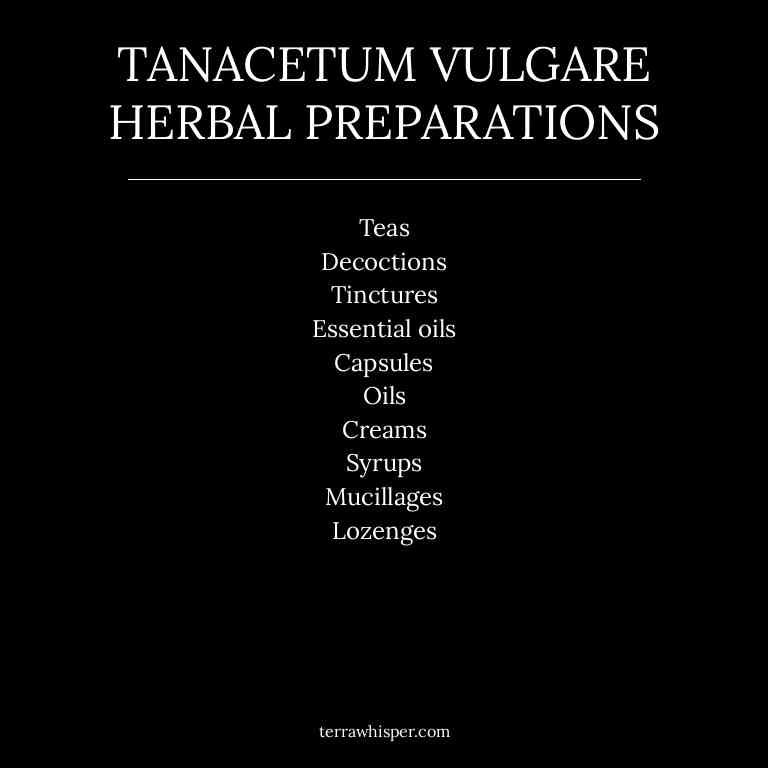 TANACETUM VULGARE
HERBAL PREPARATIONS
Teas
Decoctions
Tinctures
Essential oils
Capsules
Oils
Creams
Syrups
Mucillages
Lozenges
terrawhisper.com